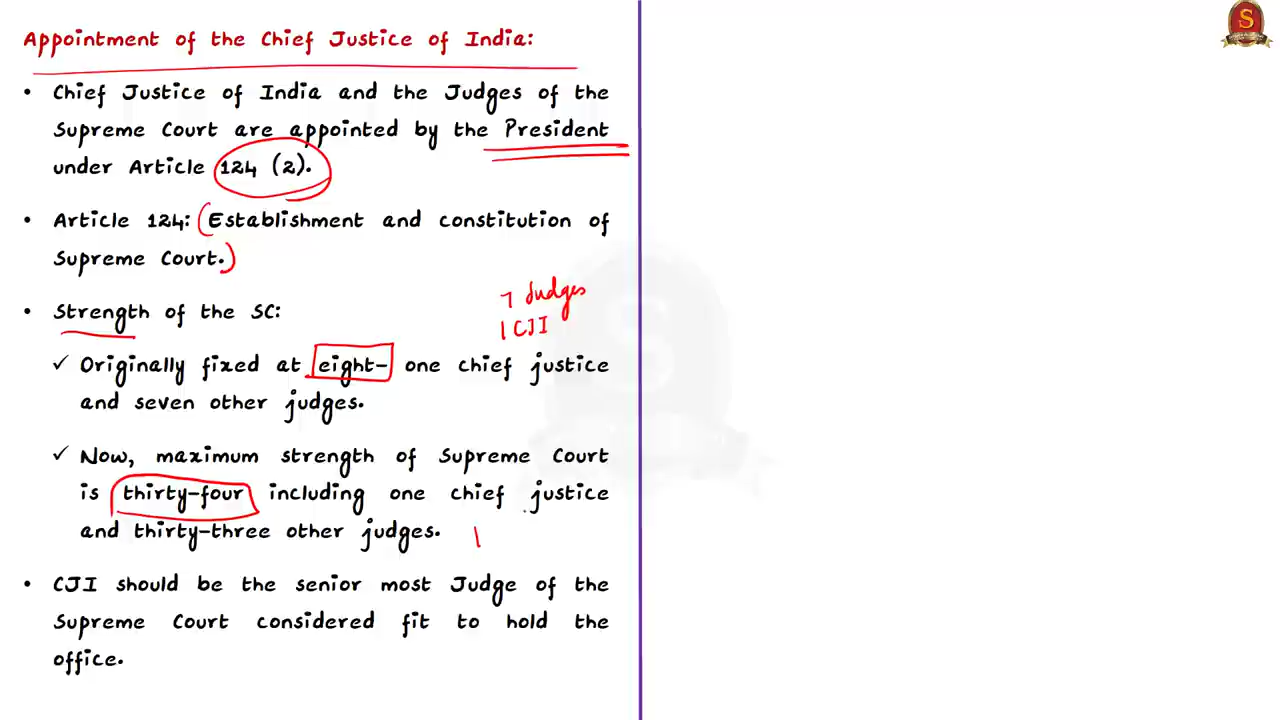 Appointment of the Chief Justice of India:
• Chief Justice of India and the Judges of the
Supreme Court are appointed by the President
under Article 124 (2).
• Article 124: (Establishment and constitution of
Supreme Court.)
• Strength of the SC:
7 Judges
1 CJI
✓ Originally fixed at eight- one chief justice
and seven other judges.
✓ Now, maximum strength of Supreme Court
is thirty-four including one chief justice
and thirty-three other judges.
• CJI should be the senior most Judge of the
Supreme Court considered fit to hold the
office.
S